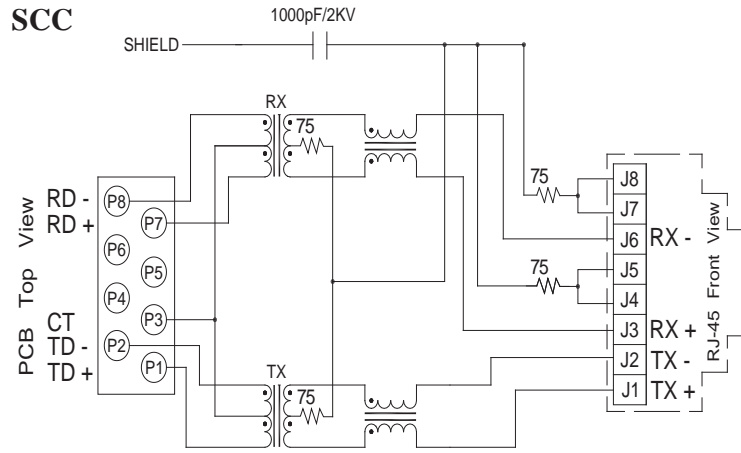 SCC
1000pF/2KV
SHIELD
RX
75
75
J8
J7
J6 RX -
75
J5
J4
J3 RX +
J2 TX -
J1 TX +
RJ-45 Front View
PCB Top View
RD - P8
RD + P7
P6
P5
P4
CT P3
TD - P2
TD + P1
TX
75